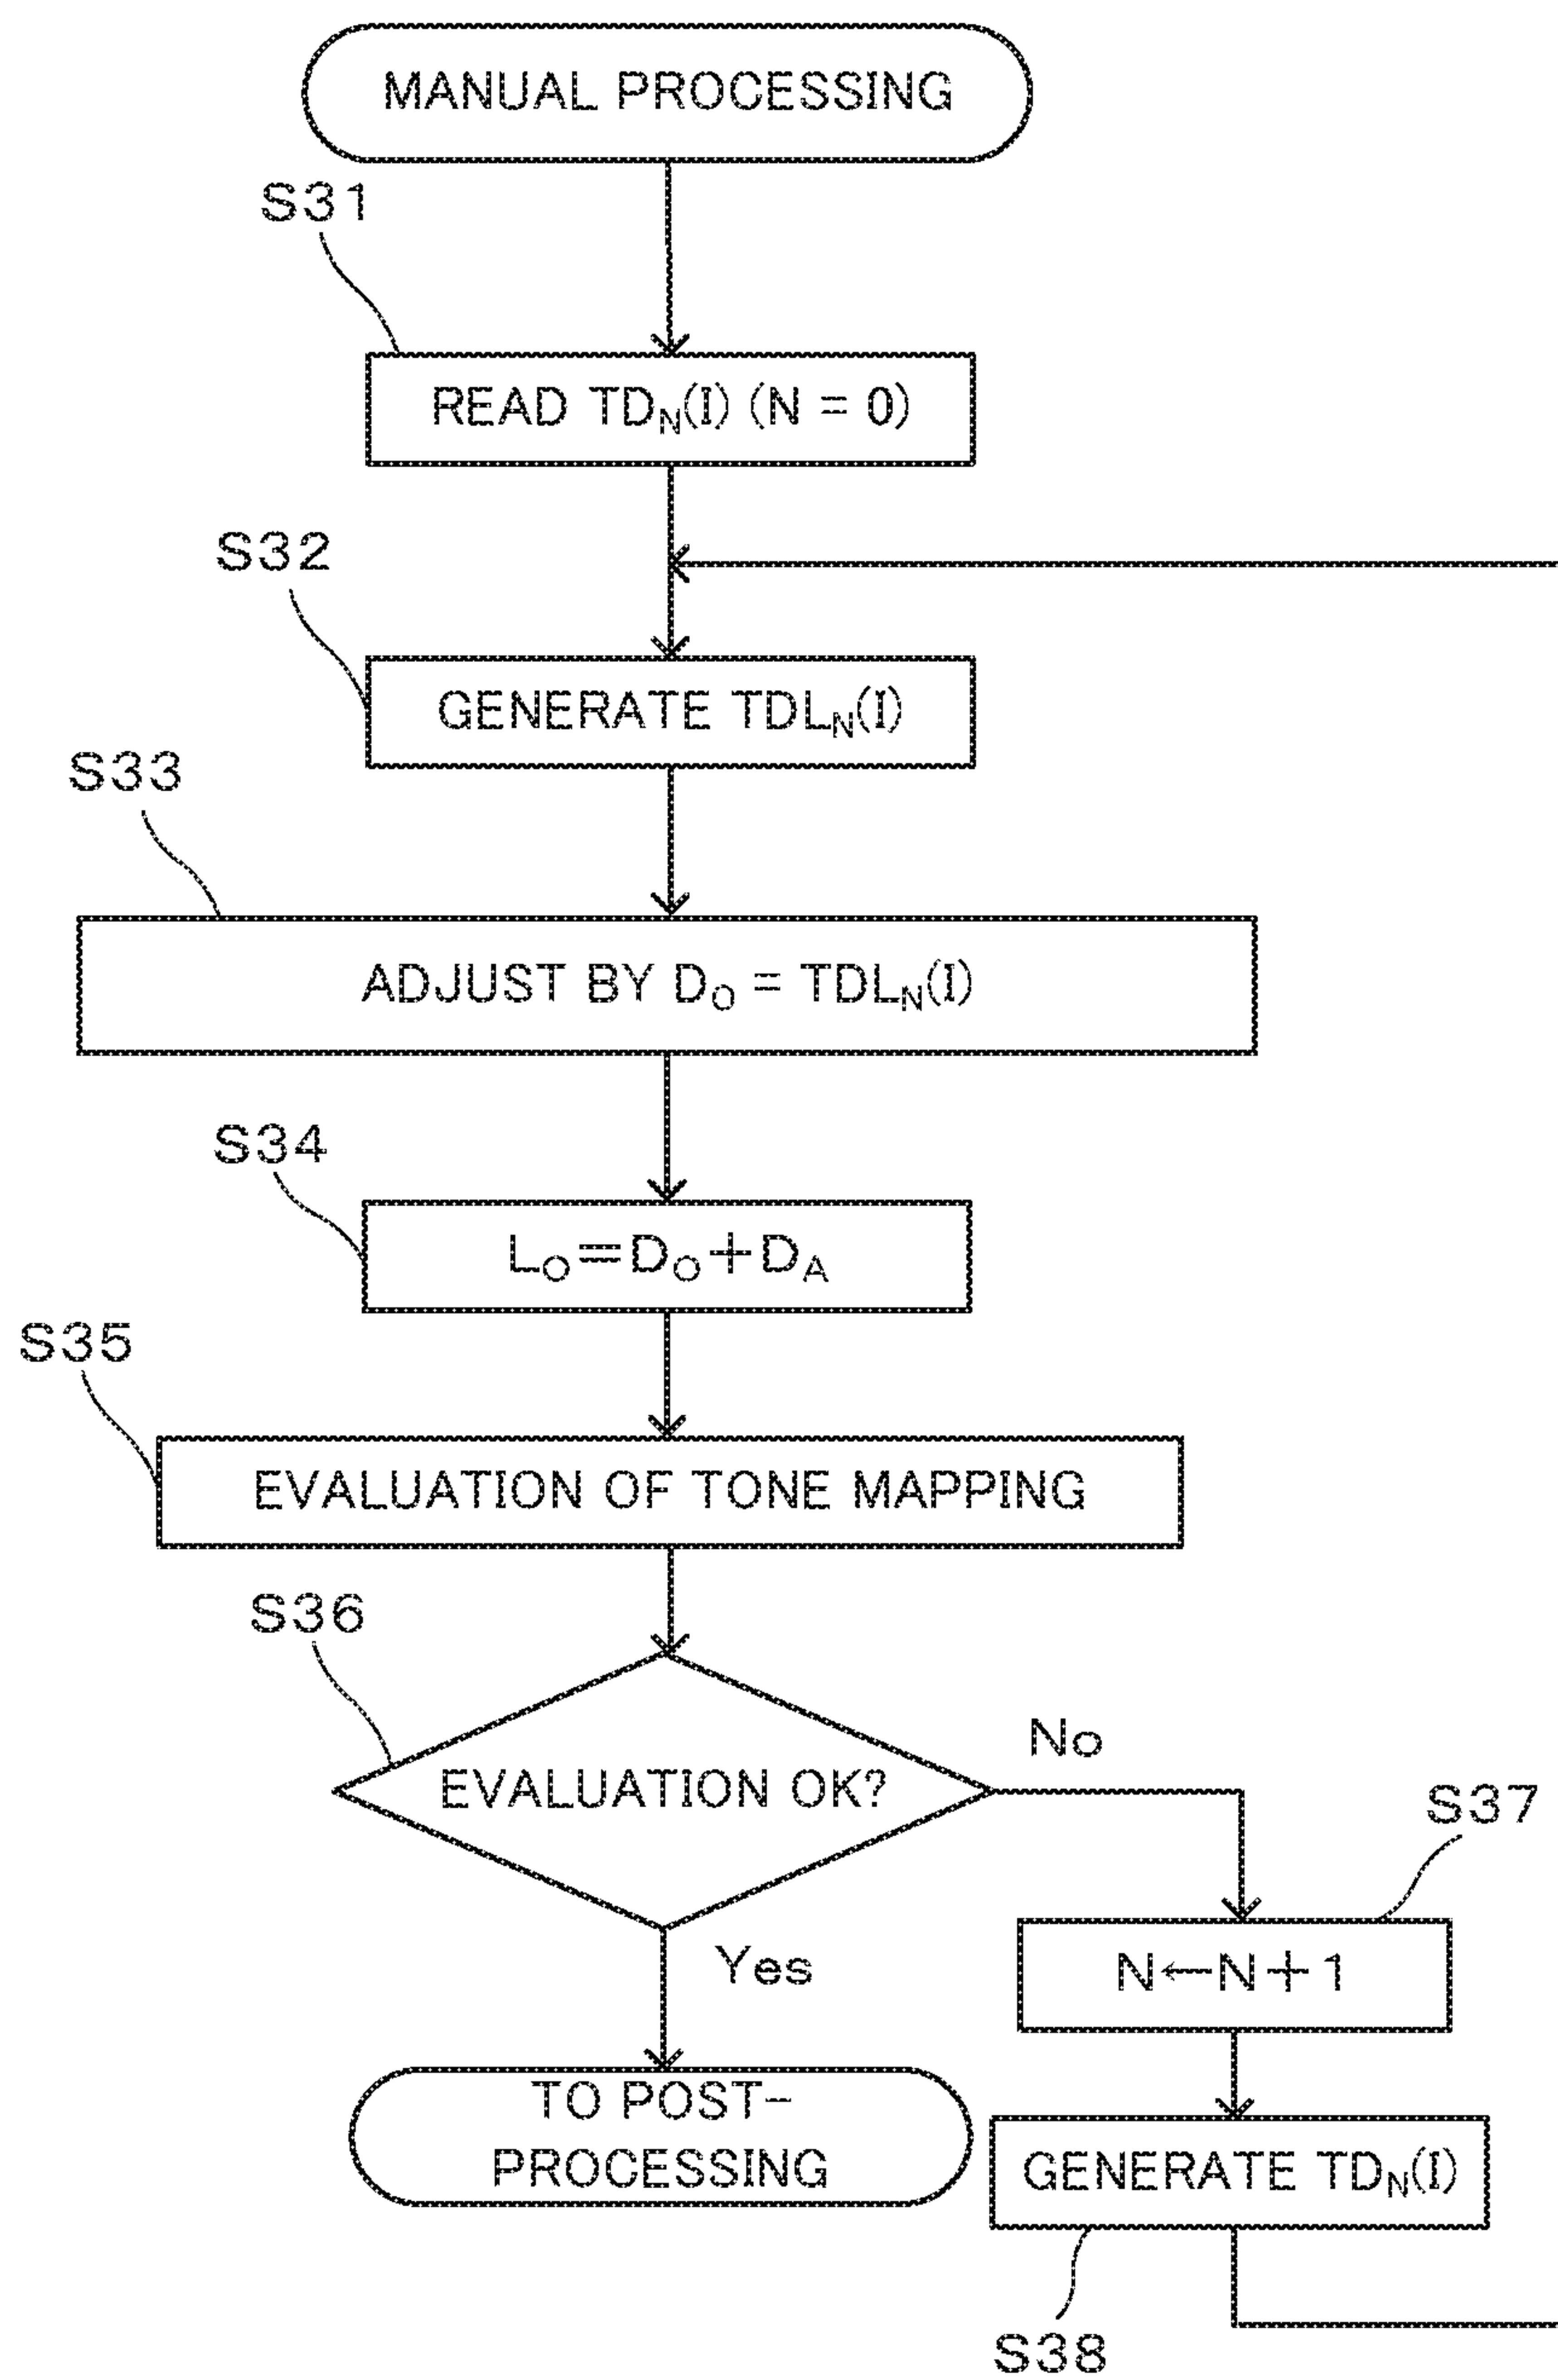 MANUAL PROCESSING
S31
READ TD_N(I) (N = 0)
S32
GENERATE TDL_N(I)
S33
ADJUST BY D_O = TDL_N(I)
S34
L_O=D_O+D_A
S35
EVALUATION OF TONE MAPPING
S36
EVALUATION OK?
No
S37
N←N+1
Yes
TO POST-
PROCESSING
GENERATE TD_N(I)
S38